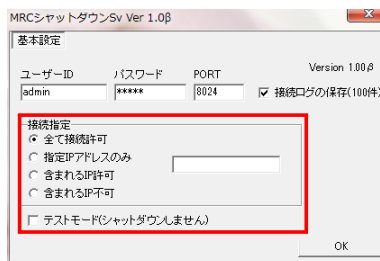 MRCシャットダウンSv Ver 1.0β
基本設定
Version 1.00β
ユーザーID パスワード PORT
admin ***** 8024 接続ログの保存(100件)
接続指定
全て接続許可
指定IPアドレスのみ
含まれるIP許可
含まれるIP不可
テストモード(シャットダウンしません)
OK